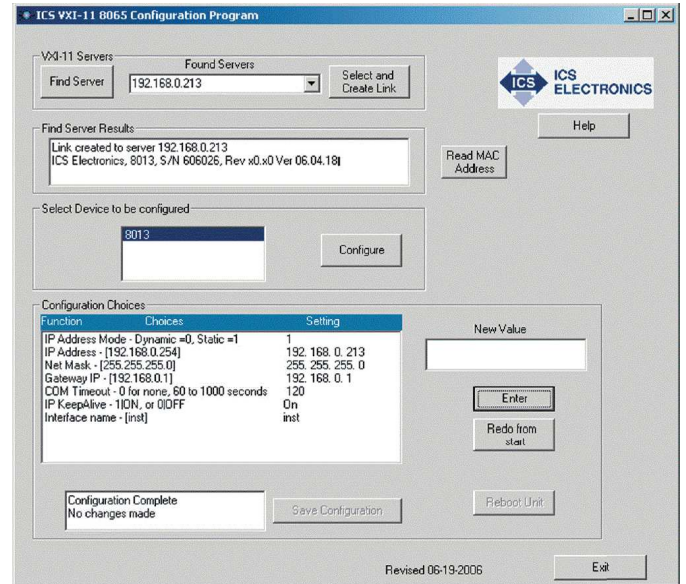 ICS VXI-11 8065 Configuration Program
VXI-11 Servers
Found Servers
Find Server
192.168.0.213
Select and
Create Link
ICS
ICS
ELECTRONICS
Help
Find Server Results
Link created to server 192.168.0.213
ICS Electronics, 8013, S/N 606026, Rev x0.x0 Ver 06.04.18
Read MAC
Address
Select Device to be configured
8013
Configure
Configuration Choices
Function Choices Setting
IP Address Mode - Dynamic =0, Static =1 1
IP Address - [192.168.0.254] 192. 168. 0. 213
Net Mask - [255.255.255.0] 255. 255. 255. 0
Gateway IP - [192.168.0.1] 192. 168. 0. 1
COM Timeout - 0 for none, 60 to 1000 seconds 120
IP KeepAlive - 1|ON, or 0|OFF On
Interface name - [inst] inst
New Value
Enter
Redo from
start
Configuration Complete
No changes made
Save Configuration
Reboot Unit
Revised 06-19-2006
Exit